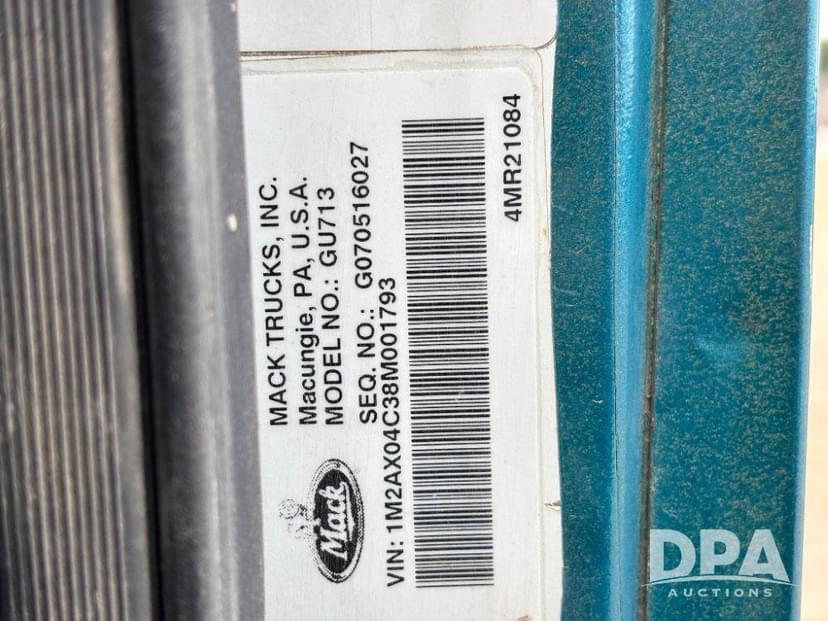 MACK TRUCKS, INC.
Macungie, PA, U.S.A.
MODEL NO.: GU713
SEQ. NO.: G070516027
VIN: 1M2AX04C38M001793
4MR21084
Mack
DPA
AUCTIONS